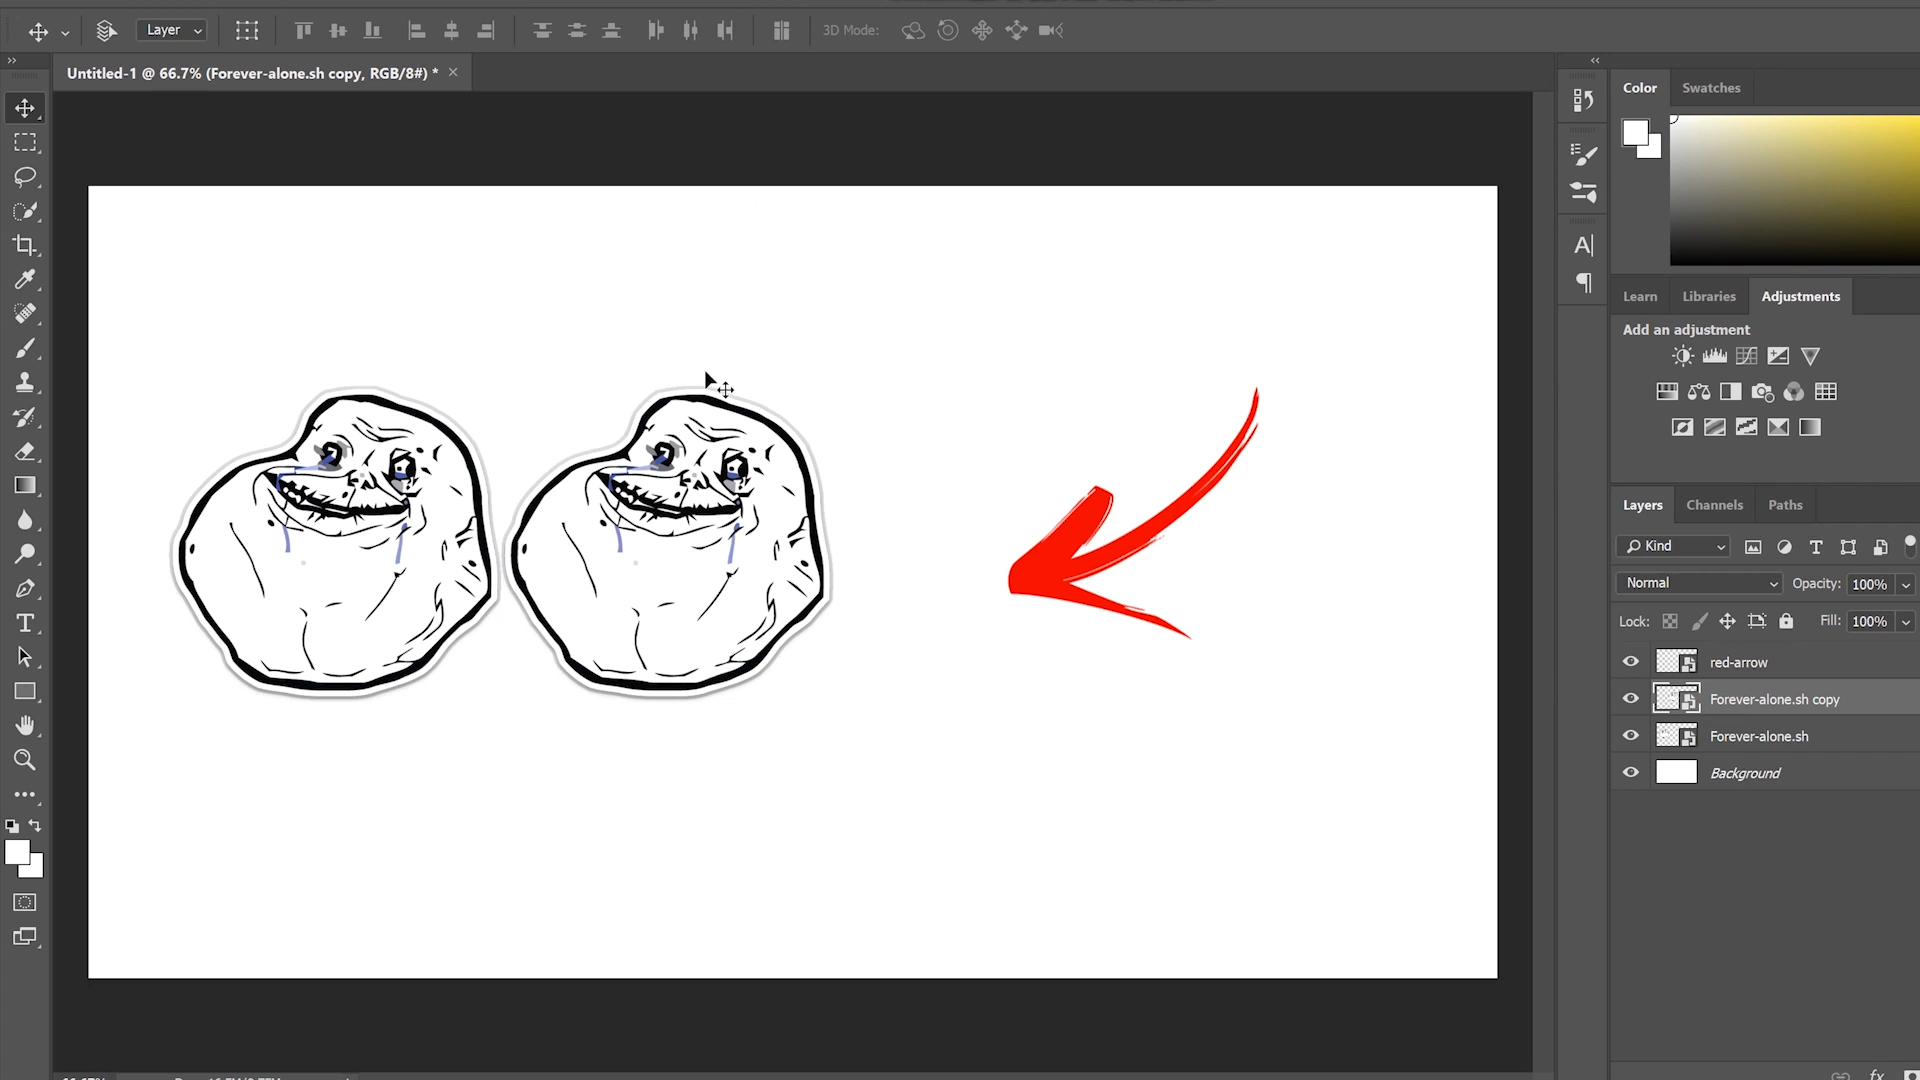 Layer
3D Mode:
Untitled-1 @ 66.7% (Forever-alone.sh copy, RGB/8#) *
Color
Swatches
Learn
Libraries
Adjustments
Add an adjustment
Layers
Channels
Paths
Kind
Normal
Opacity: 100%
Lock:
Fill: 100%
red-arrow
Forever-alone.sh copy
Forever-alone.sh
Background
fx